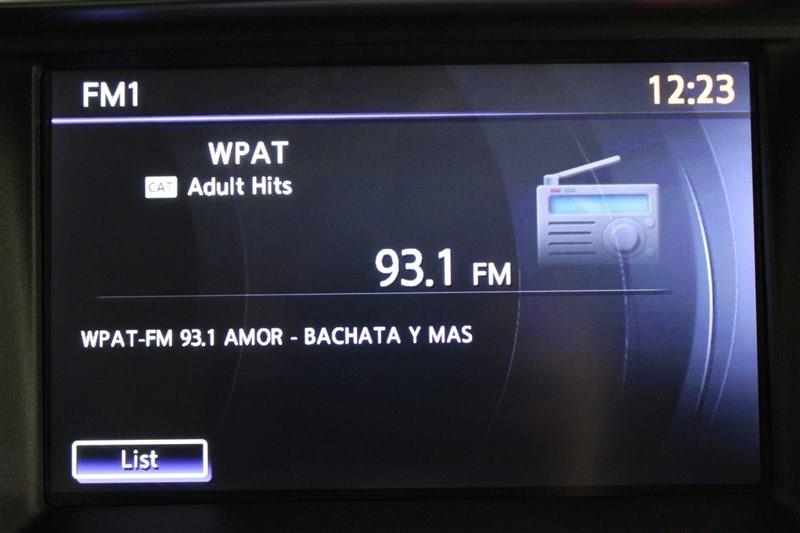 FM1 12:23
WPAT
CAT Adult Hits
93.1 FM
WPAT-FM 93.1 AMOR - BACHATA Y MAS
List